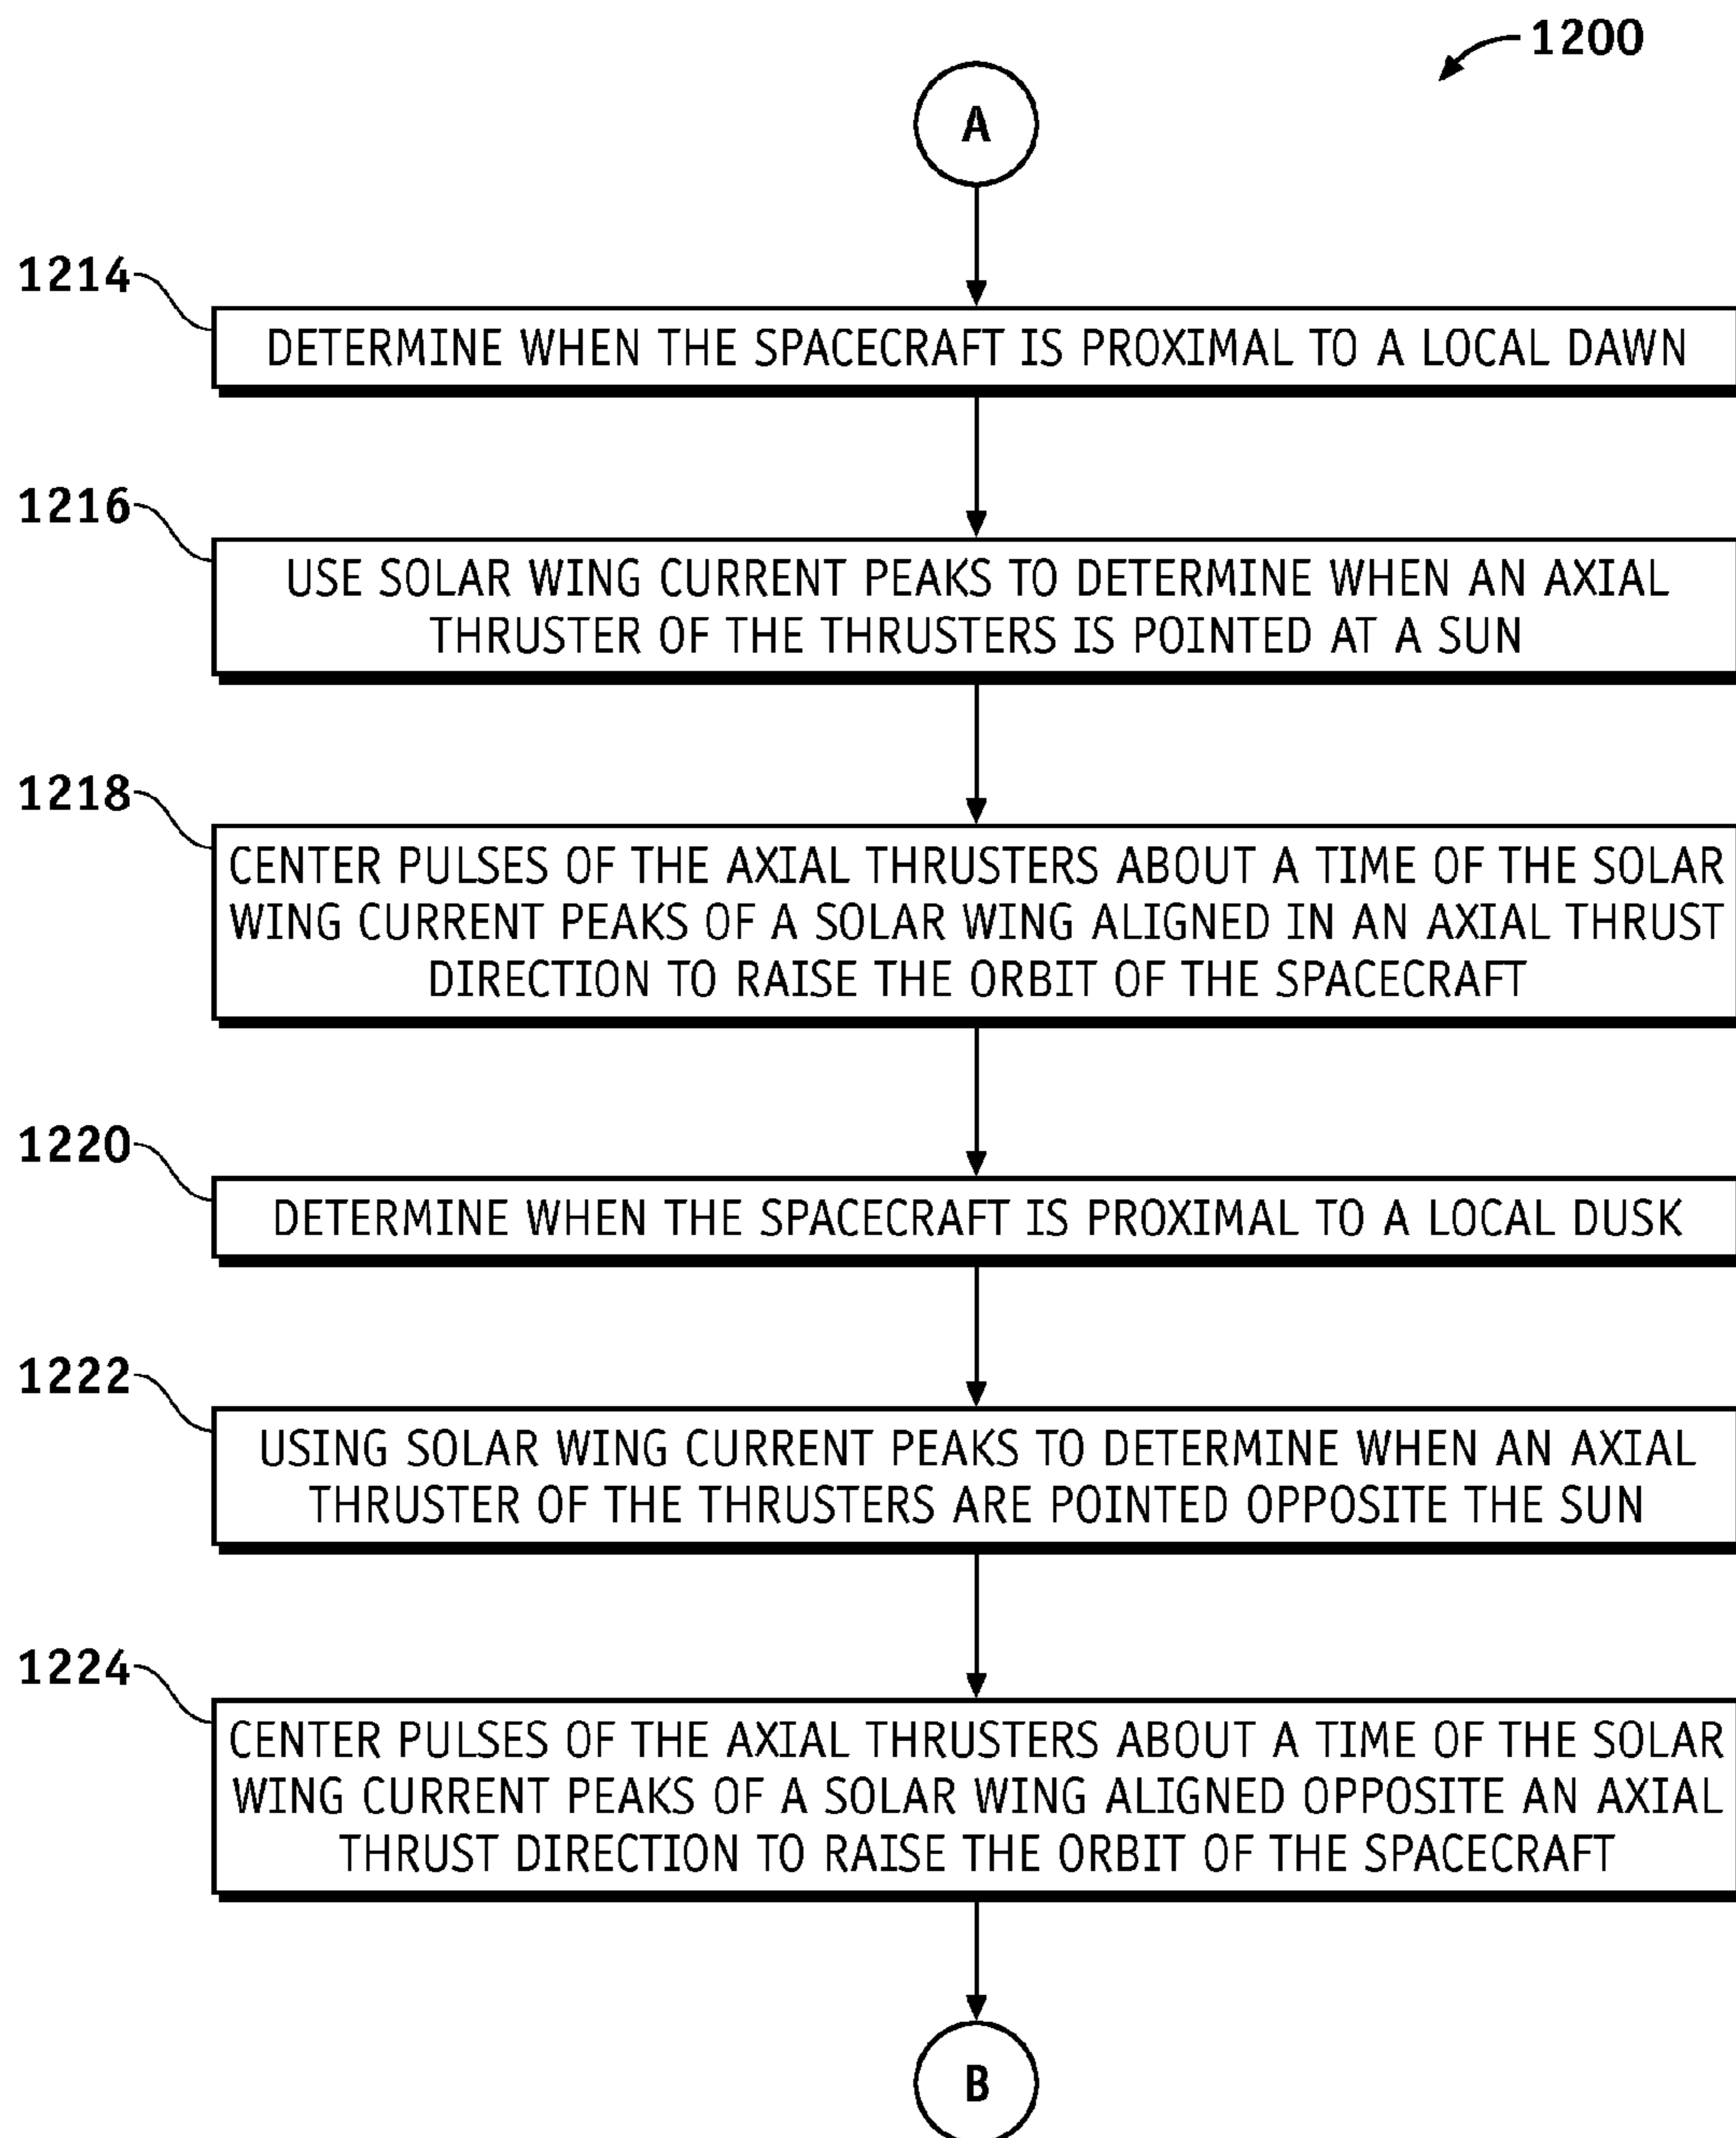 1200
A
1214
DETERMINE WHEN THE SPACECRAFT IS PROXIMAL TO A LOCAL DAWN
1216
USE SOLAR WING CURRENT PEAKS TO DETERMINE WHEN AN AXIAL
THRUSTER OF THE THRUSTERS IS POINTED AT A SUN
1218
CENTER PULSES OF THE AXIAL THRUSTERS ABOUT A TIME OF THE SOLAR
WING CURRENT PEAKS OF A SOLAR WING ALIGNED IN AN AXIAL THRUST
DIRECTION TO RAISE THE ORBIT OF THE SPACECRAFT
1220
DETERMINE WHEN THE SPACECRAFT IS PROXIMAL TO A LOCAL DUSK
1222
USING SOLAR WING CURRENT PEAKS TO DETERMINE WHEN AN AXIAL
THRUSTER OF THE THRUSTERS ARE POINTED OPPOSITE THE SUN
1224
CENTER PULSES OF THE AXIAL THRUSTERS ABOUT A TIME OF THE SOLAR
WING CURRENT PEAKS OF A SOLAR WING ALIGNED OPPOSITE AN AXIAL
THRUST DIRECTION TO RAISE THE ORBIT OF THE SPACECRAFT
B